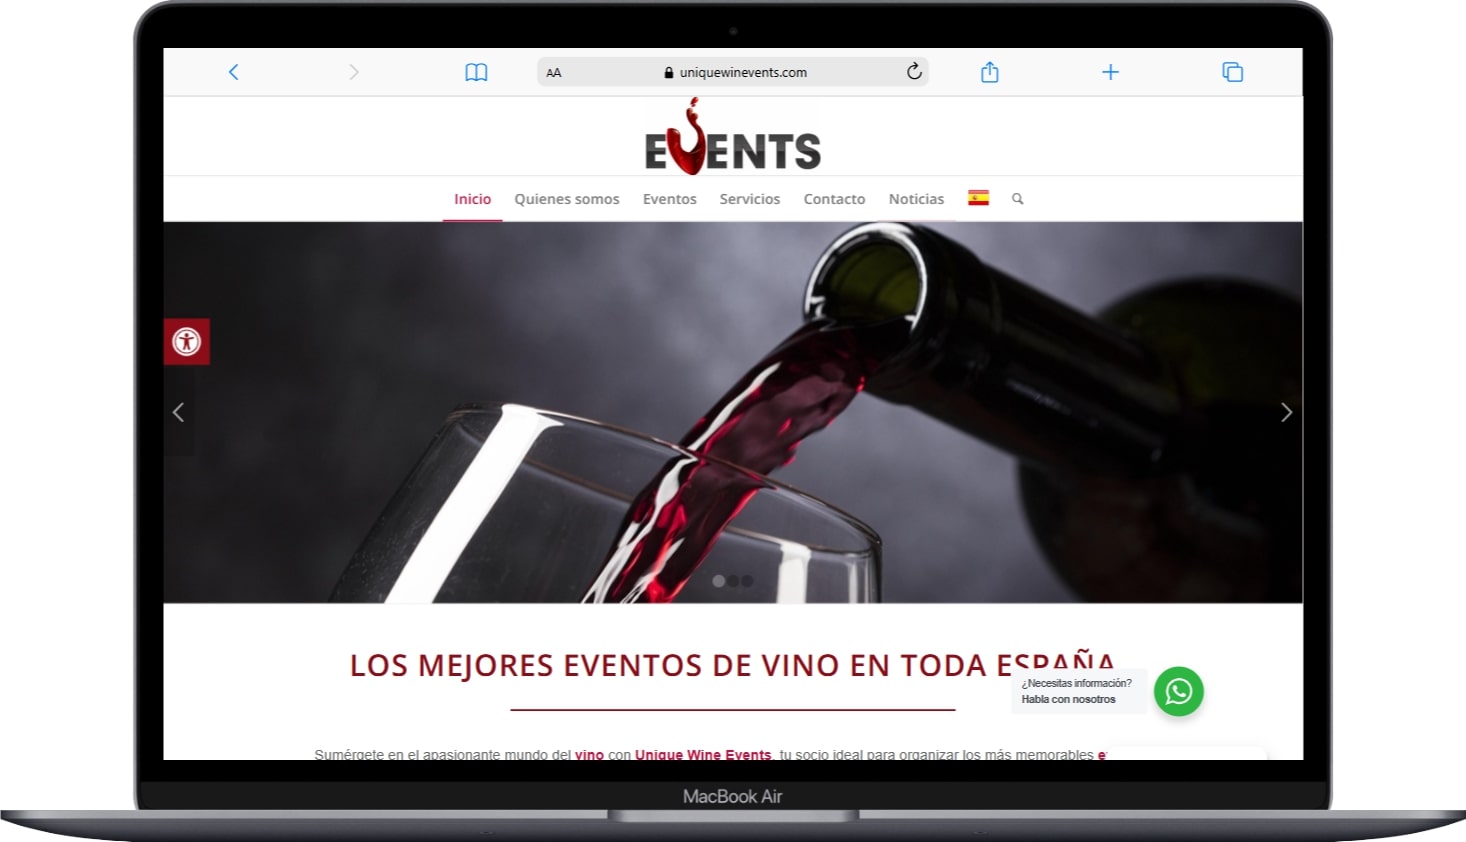 AA
uniquewinevents.com
EVENTS
Inicio Quienes somos Eventos Servicios Contacto Noticias
LOS MEJORES EVENTOS DE VINO EN TODA ESPAÑA
¿Necesitas información?
Habla con nosotros
Sumérgete en el apasionante mundo del vino con Unique Wine Events, tu socio ideal para organizar los más memorables
MacBook Air